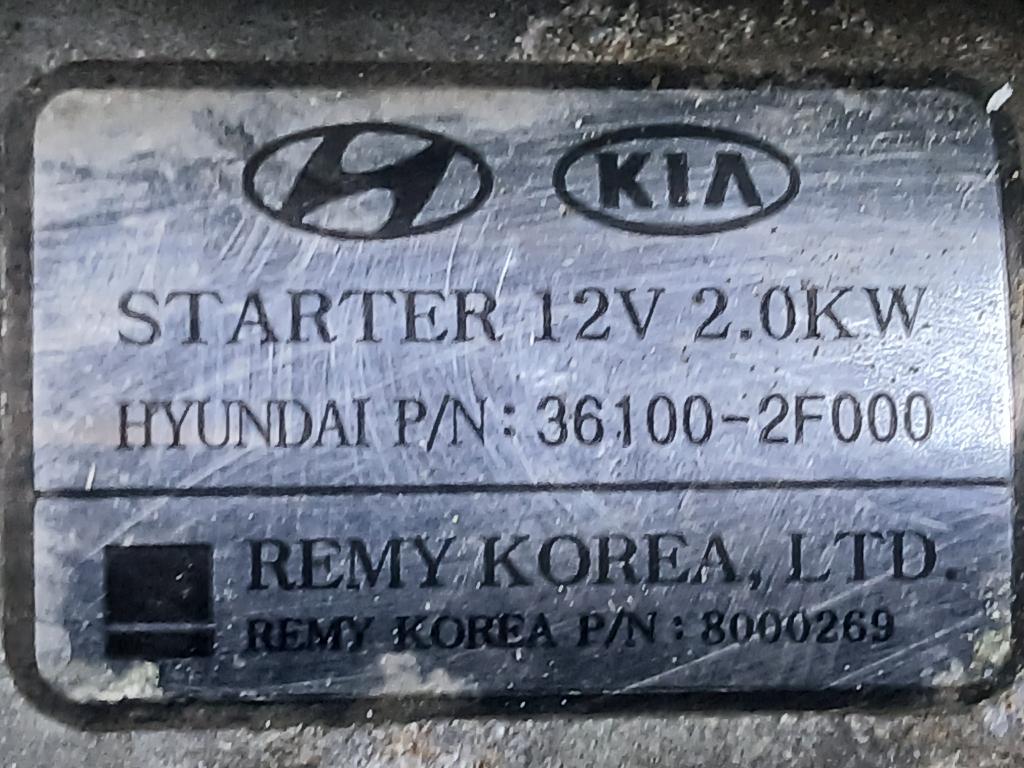 KIA
STARTER 12V 2.0KW
HYUNDAI P/N: 36100-2F000
REMY KOREA, LTD.
REMY KOREA P/N : 8000269